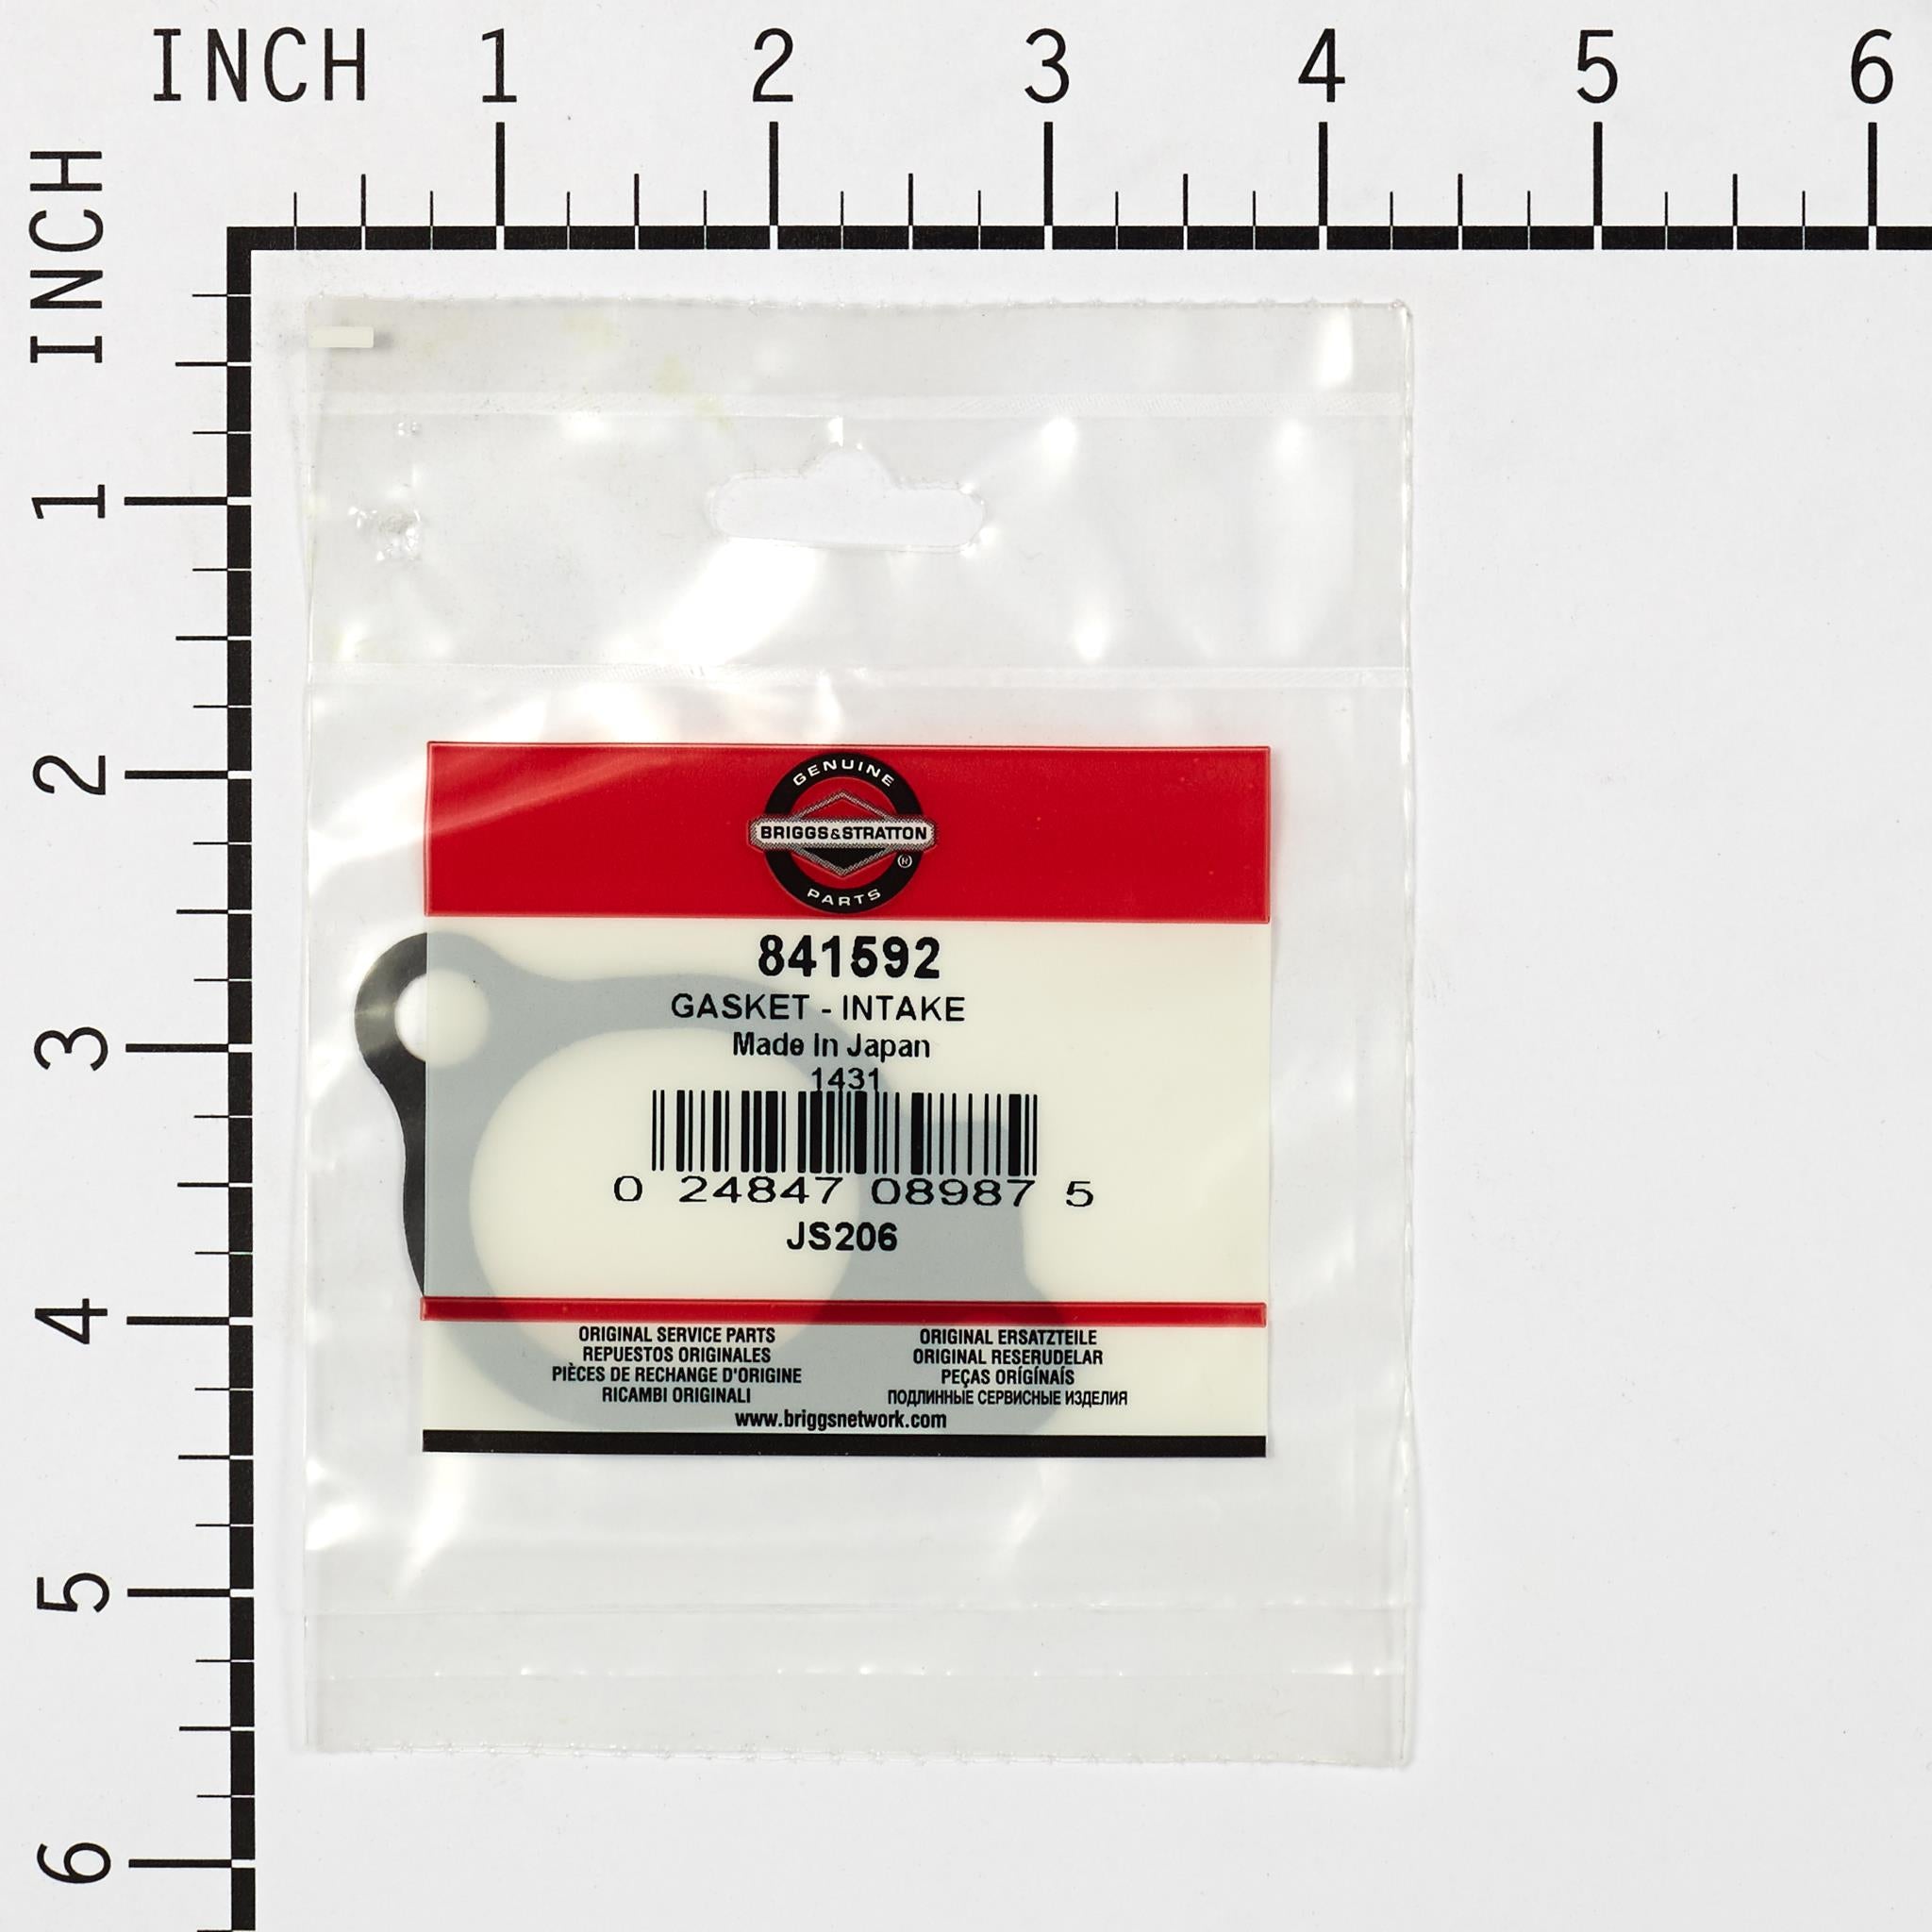 INCH 1 2 3 4 5 6
INCH 1 2 3 4 5 6
GENUINE
BRIGGS&STRATTON
®
PARTS
841592
GASKET - INTAKE
Made In Japan
1431
0 24847 08987 5
JS206
ORIGINAL SERVICE PARTS
REPUESTOS ORIGINALES
PIÈCES DE RECHANGE D'ORIGINE
RICAMBI ORIGINALI
ORIGINAL ERSATZTEILE
ORIGINAL RESERUDELAR
PEÇAS ORÍGÍNAÍS
ПОДЛИННЫЕ СЕРВИСНЫЕ ИЗДЕЛИЯ
www.briggsnetwork.com